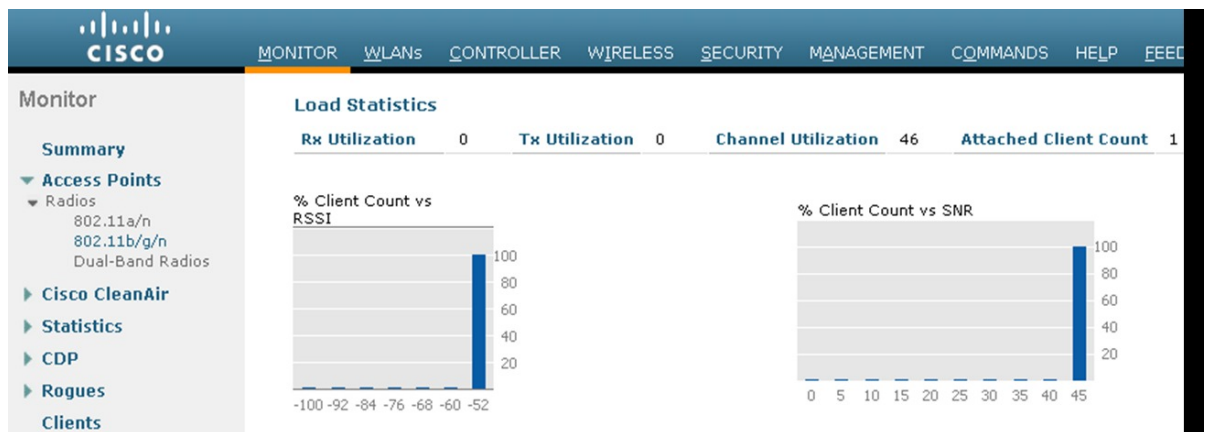 CISCO
MONITOR WLANs CONTROLLER WIRELESS SECURITY MANAGEMENT COMMANDS HELP
Monitor
Summary
Access Points
Radios
802.11a/n
802.11b/g/n
Dual-Band Radios
Cisco CleanAir
Statistics
CDP
Rogues
Clients
Load Statistics
Rx Utilization 0 Tx Utilization 0 Channel Utilization 46 Attached Client Count 1
% Client Count vs
RSSI
100
80
60
40
20
-100 -92 -84 -76 -68 -60 -52
% Client Count vs SNR
100
80
60
40
20
0 5 10 15 20 25 30 35 40 45